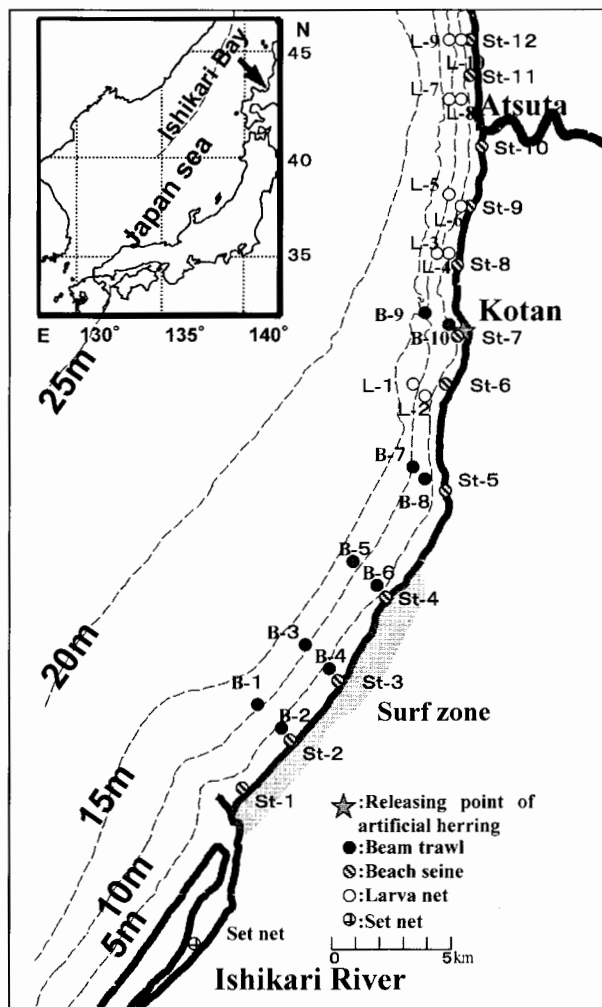 N
45
40
35
E
130°
135°
140°
Ishikari Bay
Japan sea
L-9
St-12
L-10
St-11
L-7
L-8
Atsuta
St-10
L-5
L-6
St-9
L-3
L-4
St-8
B-9
Kotan
B-10
St-7
L-1
St-6
L-2
25m
B-7
B-8
St-5
B-5
B-6
St-4
20m
B-3
B-4
St-3
B-1
Surf zone
B-2
St-2
St-1
15m
10m
5m
:Releasing point of
artificial herring
:Beam trawl
:Beach seine
:Larva net
:Set net
Set net
0 5
km
Ishikari River